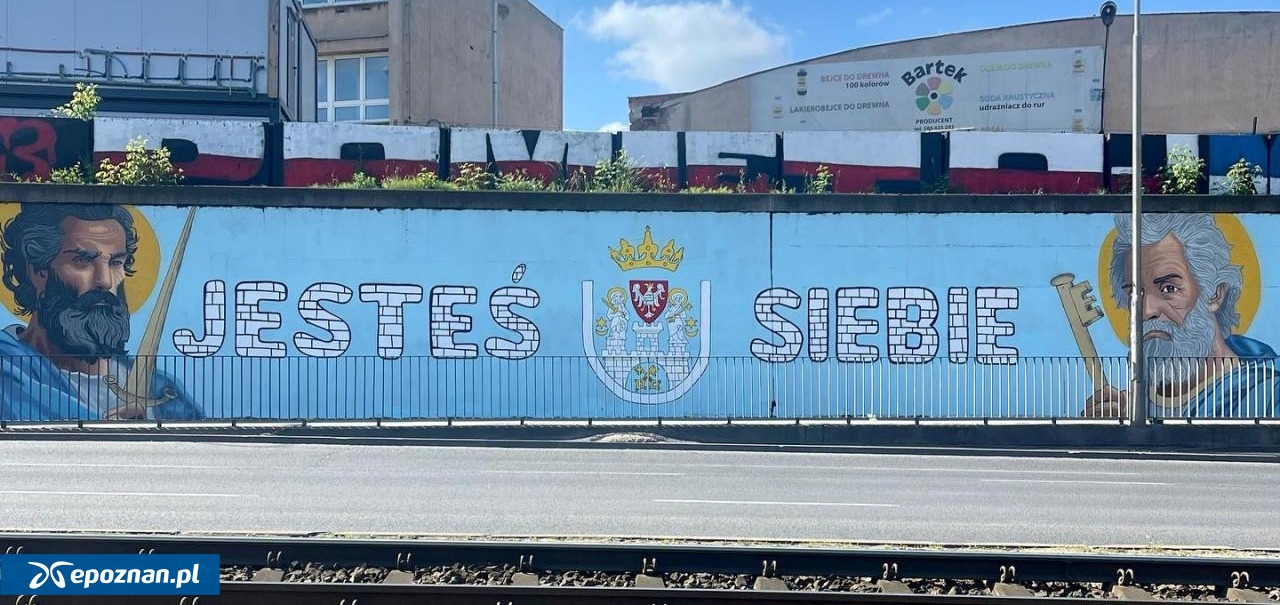 Bartek
BEJCE DO DREWNA
100 kolorów
LAKIEROBEJCE DO DREWNA
OLEJE DO DREWNA
SODA KAUSTYCZNA
udrażniacz do rur
PRODUCENT
JESTEŚ SIEBIE
epoznan.pl